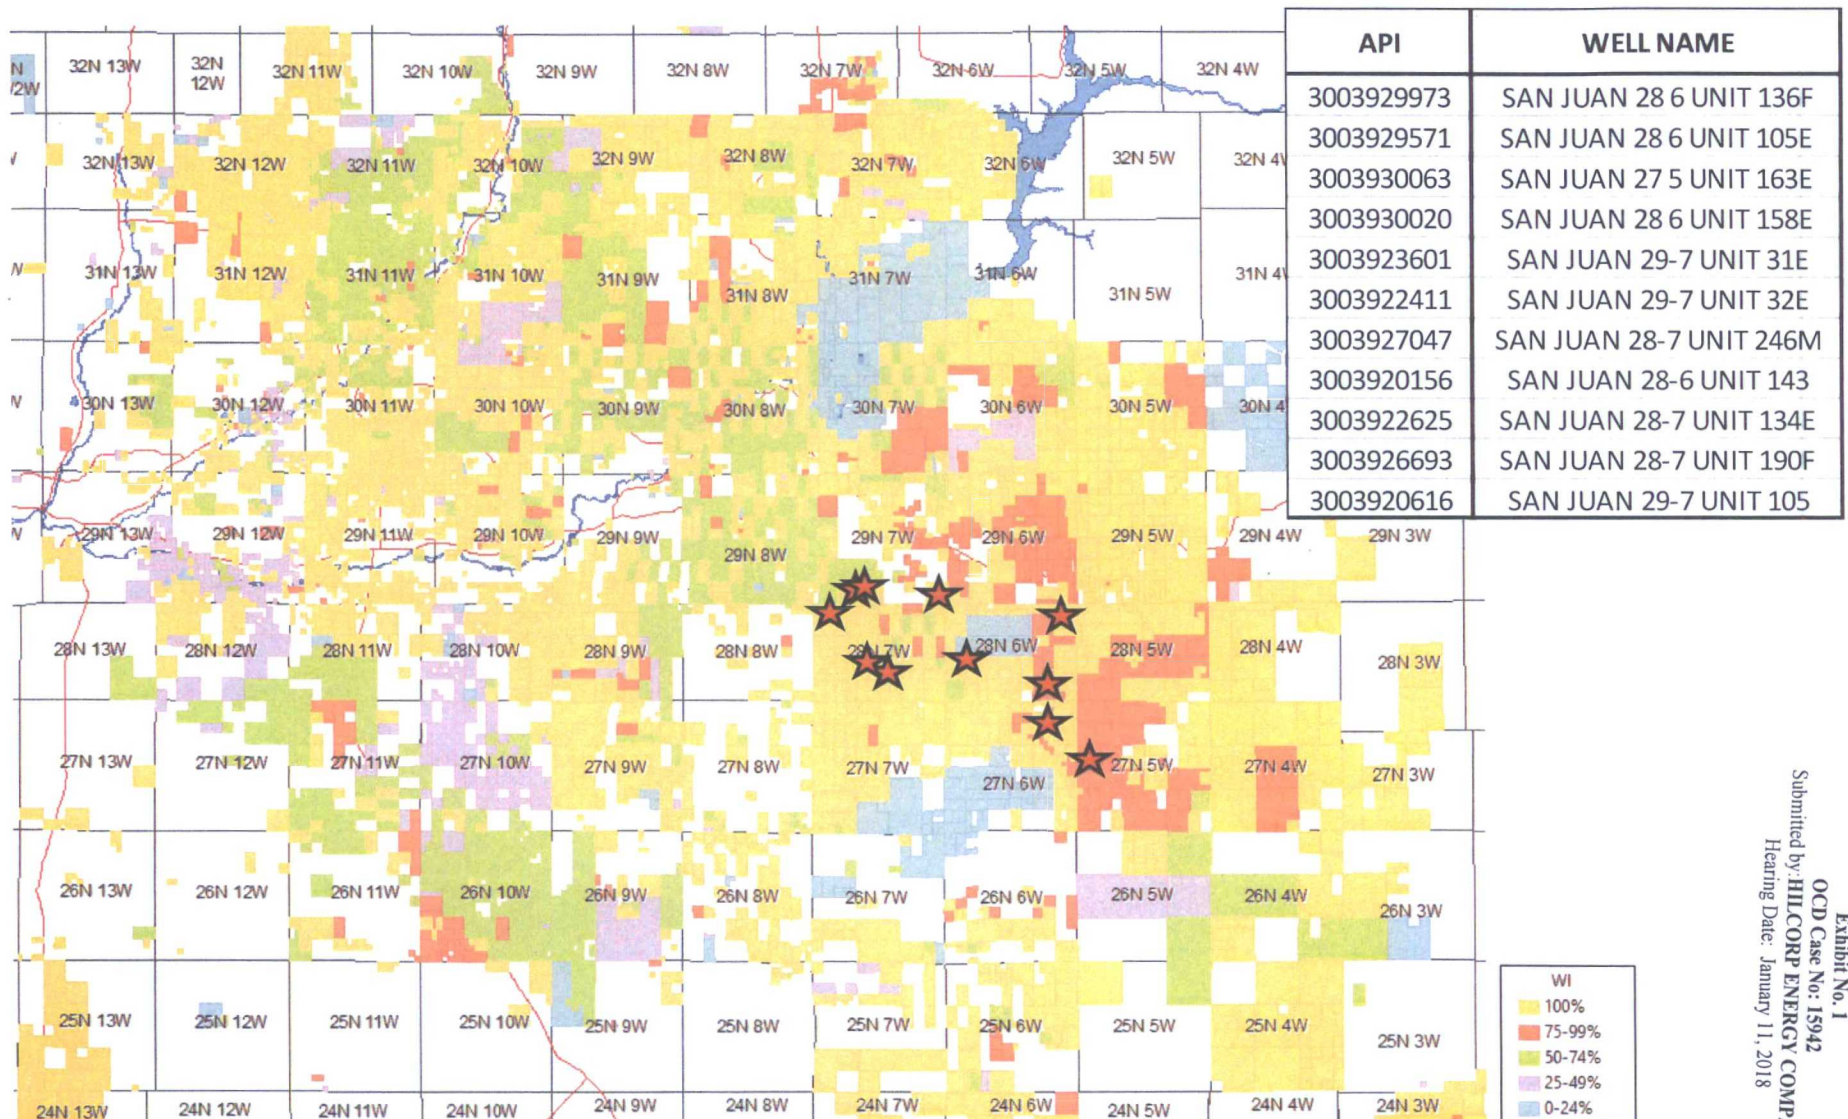 API WELL NAME
3003929973 SAN JUAN 28 6 UNIT 136F
3003929571 SAN JUAN 28 6 UNIT 105E
3003930063 SAN JUAN 27 5 UNIT 163E
3003930020 SAN JUAN 28 6 UNIT 158E
3003923601 SAN JUAN 29-7 UNIT 31E
3003922411 SAN JUAN 29-7 UNIT 32E
3003927047 SAN JUAN 28-7 UNIT 246M
3003920156 SAN JUAN 28-6 UNIT 143
3003922625 SAN JUAN 28-7 UNIT 134E
3003926693 SAN JUAN 28-7 UNIT 190F
3003920616 SAN JUAN 29-7 UNIT 105
32N 13W 32N 12W 32N 11W 32N 10W 32N 9W 32N 8W 32N 7W 32N 6W 32N 5W 32N 4W
32N 13W 32N 12W 32N 11W 32N 10W 32N 9W 32N 8W 32N 7W 32N 6W 32N 5W 32N 4W
31N 13W 31N 12W 31N 11W 31N 10W 31N 9W 31N 8W 31N 7W 31N 6W 31N 5W 31N 4W
30N 13W 30N 12W 30N 11W 30N 10W 30N 9W 30N 8W 30N 7W 30N 6W 30N 5W 30N 4
29N 13W 29N 12W 29N 11W 29N 10W 29N 9W 29N 8W 29N 7W 29N 6W 29N 5W 29N 4W 29N 3W
28N 13W 28N 12W 28N 11W 28N 10W 28N 9W 28N 8W 28N 7W 28N 6W 28N 5W 28N 4W 28N 3W
27N 13W 27N 12W 27N 11W 27N 10W 27N 9W 27N 8W 27N 7W 27N 6W 27N 5W 27N 4W 27N 3W
26N 13W 26N 12W 26N 11W 26N 10W 26N 9W 26N 8W 26N 7W 26N 6W 26N 5W 26N 4W 26N 3W
25N 13W 25N 12W 25N 11W 25N 10W 25N 9W 25N 8W 25N 7W 25N 6W 25N 5W 25N 4W 25N 3W
24N 13W 24N 12W 24N 11W 24N 10W 24N 9W 24N 8W 24N 7W 24N 6W 24N 5W 24N 4W 24N 3W
WI
100%
75-99%
50-74%
25-49%
0-24%
Exhibit No. 1
OCD Case No: 15942
Submitted by: HILCORP ENERGY COMP
Hearing Date: January 11, 2018